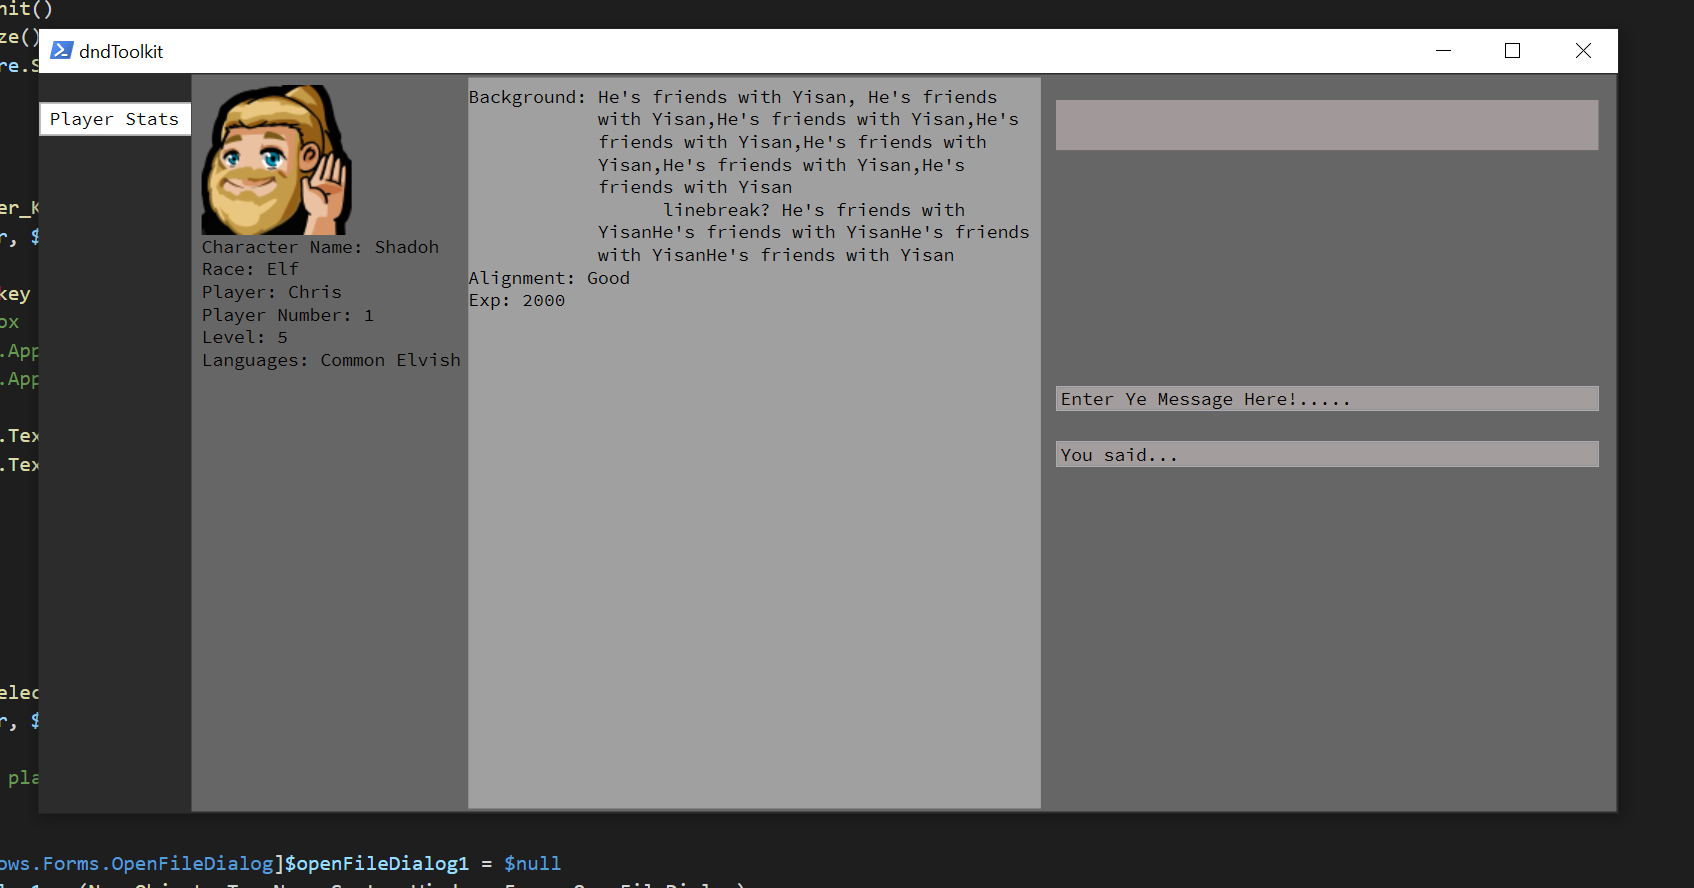 nit()
ze()
re.S
dndToolkit
Player Stats
er_K
r, $
key
ox
.App
.App
.Tex
.Tex
elec
r, $
pla
Character Name: Shadoh
Race: Elf
Player: Chris
Player Number: 1
Level: 5
Languages: Common Elvish
Background: He's friends with Yisan, He's friends
with Yisan,He's friends with Yisan,He's
friends with Yisan,He's friends with
Yisan,He's friends with Yisan,He's
friends with Yisan
linebreak? He's friends with
YisanHe's friends with YisanHe's friends
with YisanHe's friends with Yisan
Alignment: Good
Exp: 2000
Enter Ye Message Here!.....
You said...
ows.Forms.OpenFileDialog]$openFileDialog1 = $null